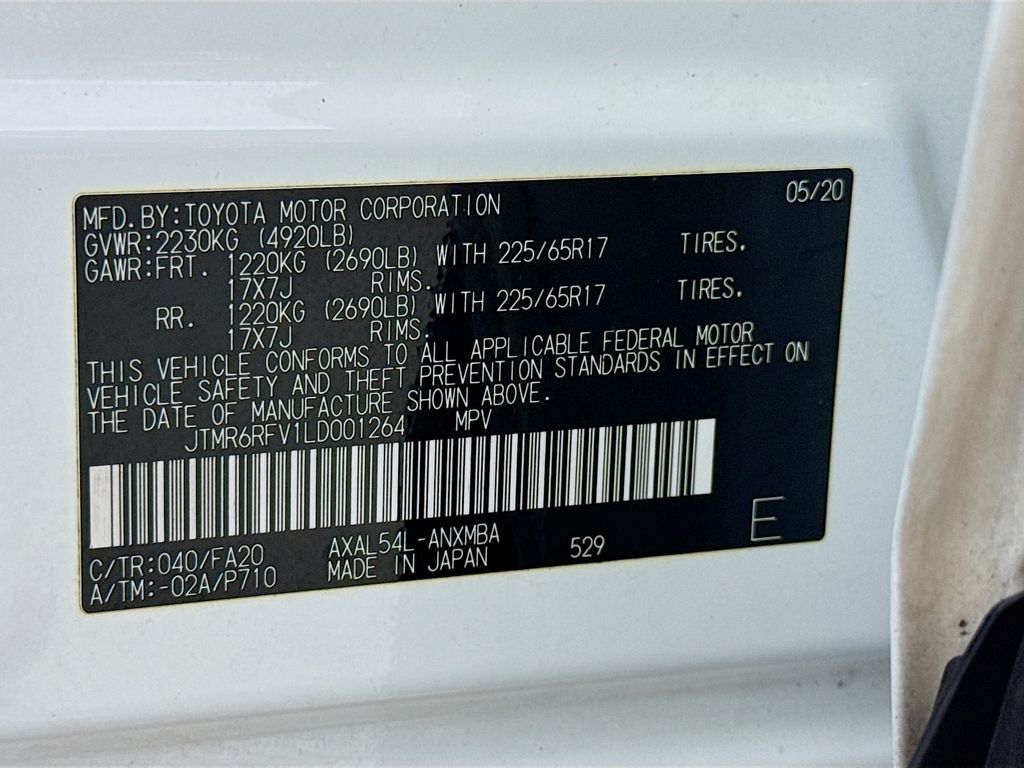 05/20
MFD.BY:TOYOTA MOTOR CORPORATION
GVWR:2230KG (4920LB)
GAWR:FRT. 1220KG (2690LB) WITH 225/65R17 TIRES,
17X7J RIMS.
RR. 1220KG (2690LB) WITH 225/65R17 TIRES,
17X7J RIMS.
THIS VEHICLE CONFORMS TO ALL APPLICABLE FEDERAL MOTOR
VEHICLE SAFETY AND THEFT PREVENTION STANDARDS IN EFFECT ON
THE DATE OF MANUFACTURE SHOWN ABOVE.
JTMR6RFV1LD001264 MPV
C/TR:040/FA20 AXAL54L-ANXMBA 529 E
A/TM:-02A/P710 MADE IN JAPAN